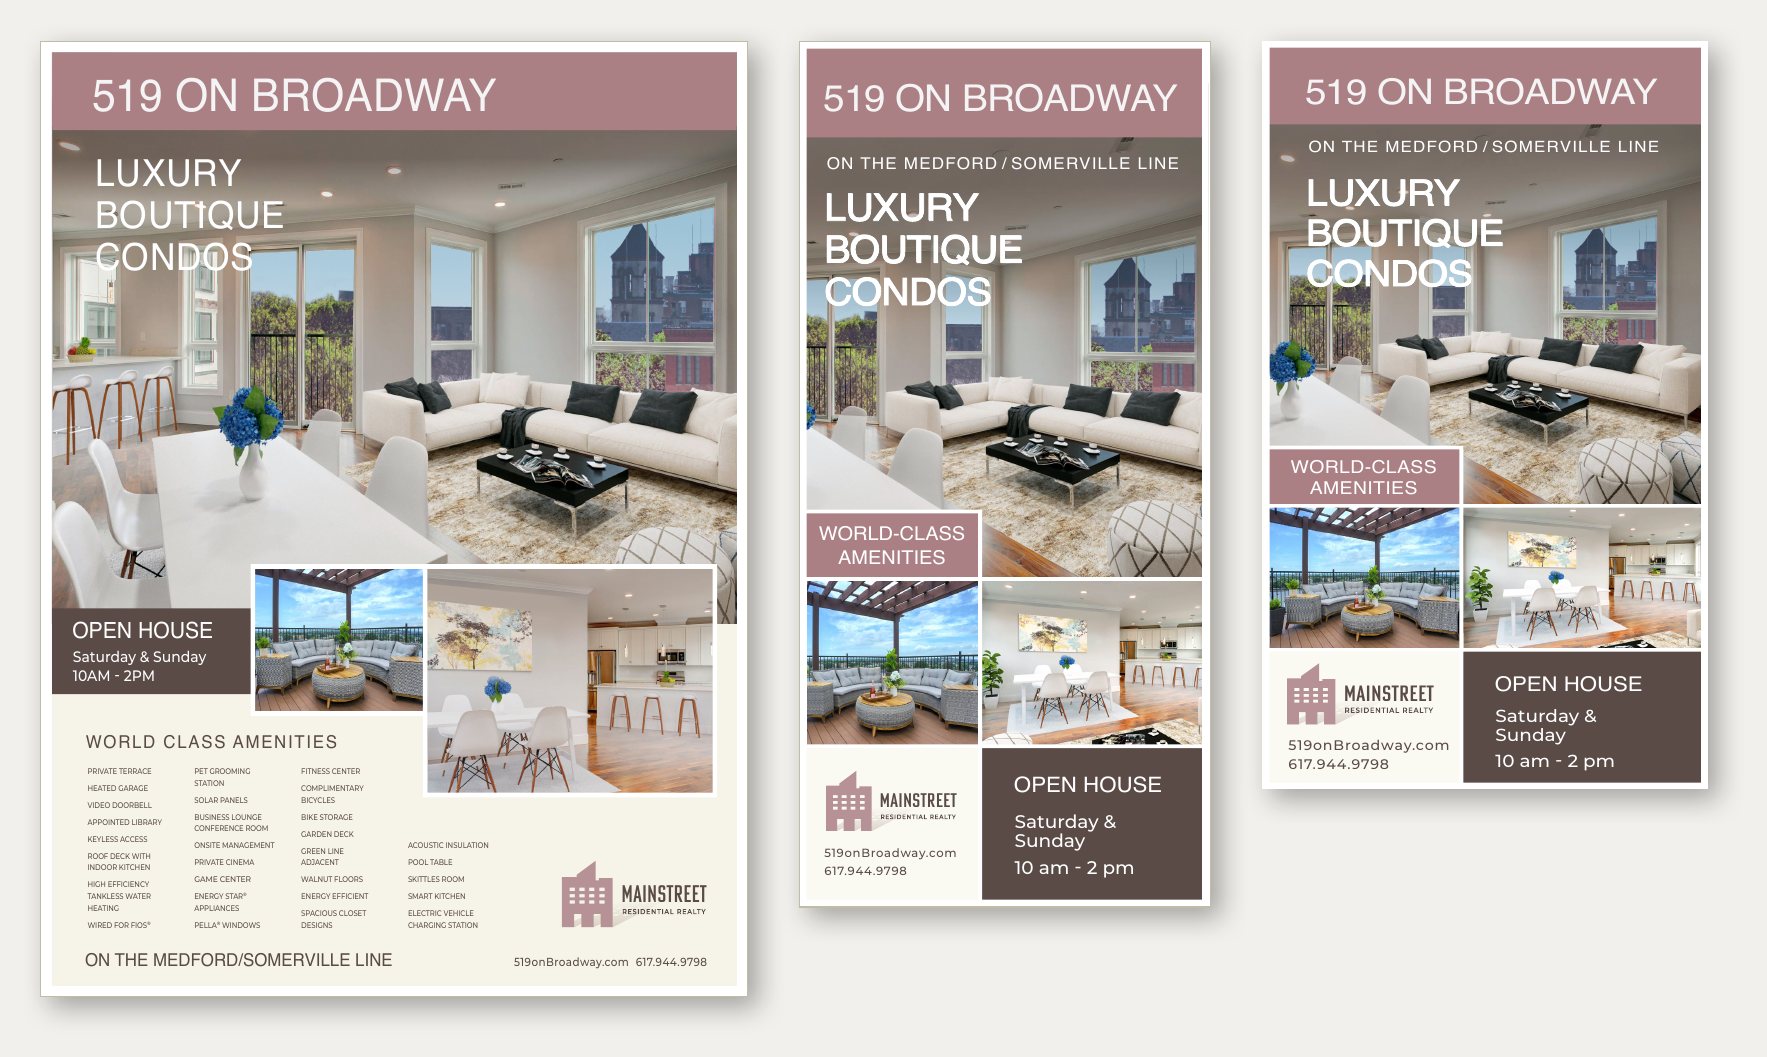 519 ON BROADWAY
LUXURY
BOUTIQUE
CONDOS
OPEN HOUSE
Saturday & Sunday
10AM - 2PM
WORLD CLASS AMENITIES
PRIVATE TERRACE
HEATED GARAGE
VIDEO DOORBELL
APPOINTED LIBRARY
KEYLESS ACCESS
ROOF DECK WITH
INDOOR KITCHEN
HIGH EFFICIENCY
TANKLESS WATER
HEATING
WIRED FOR FIOS®
PET GROOMING
STATION
SOLAR PANELS
BUSINESS LOUNGE
CONFERENCE ROOM
ONSITE MANAGEMENT
PRIVATE CINEMA
GAME CENTER
ENERGY STAR®
APPLIANCES
PELLA® WINDOWS
FITNESS CENTER
COMPLIMENTARY
BICYCLES
BIKE STORAGE
GARDEN DECK
GREEN LINE
ADJACENT
WALNUT FLOORS
ENERGY EFFICIENT
SPACIOUS CLOSET
DESIGNS
ACOUSTIC INSULATION
POOL TABLE
SKITTLES ROOM
SMART KITCHEN
ELECTRIC VEHICLE
CHARGING STATION
MAINSTREET
RESIDENTIAL REALTY
ON THE MEDFORD/SOMERVILLE LINE
519onBroadway.com 617.944.9798
519 ON BROADWAY
ON THE MEDFORD / SOMERVILLE LINE
LUXURY
BOUTIQUE
CONDOS
WORLD-CLASS
AMENITIES
MAINSTREET
RESIDENTIAL REALTY
519onBroadway.com
617.944.9798
OPEN HOUSE
Saturday &
Sunday
10 am - 2 pm
519 ON BROADWAY
ON THE MEDFORD / SOMERVILLE LINE
LUXURY
BOUTIQUE
CONDOS
WORLD-CLASS
AMENITIES
MAINSTREET
RESIDENTIAL REALTY
519onBroadway.com
617.944.9798
OPEN HOUSE
Saturday &
Sunday
10 am - 2 pm